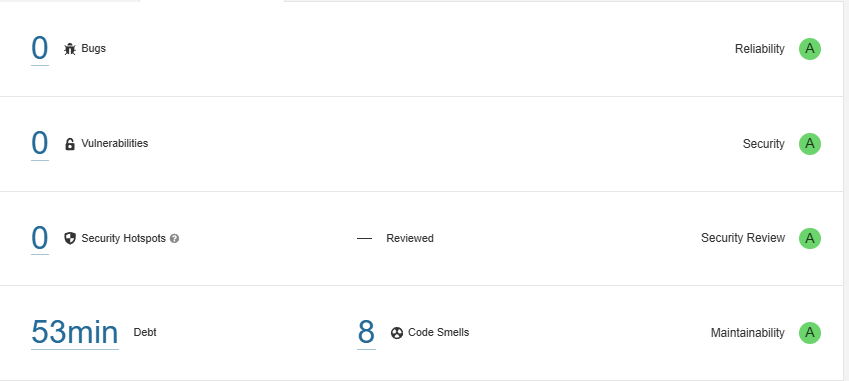 0 Bugs Reliability A
0 Vulnerabilities Security A
0 Security Hotspots ? — Reviewed Security Review A
53min Debt 8 Code Smells Maintainability A